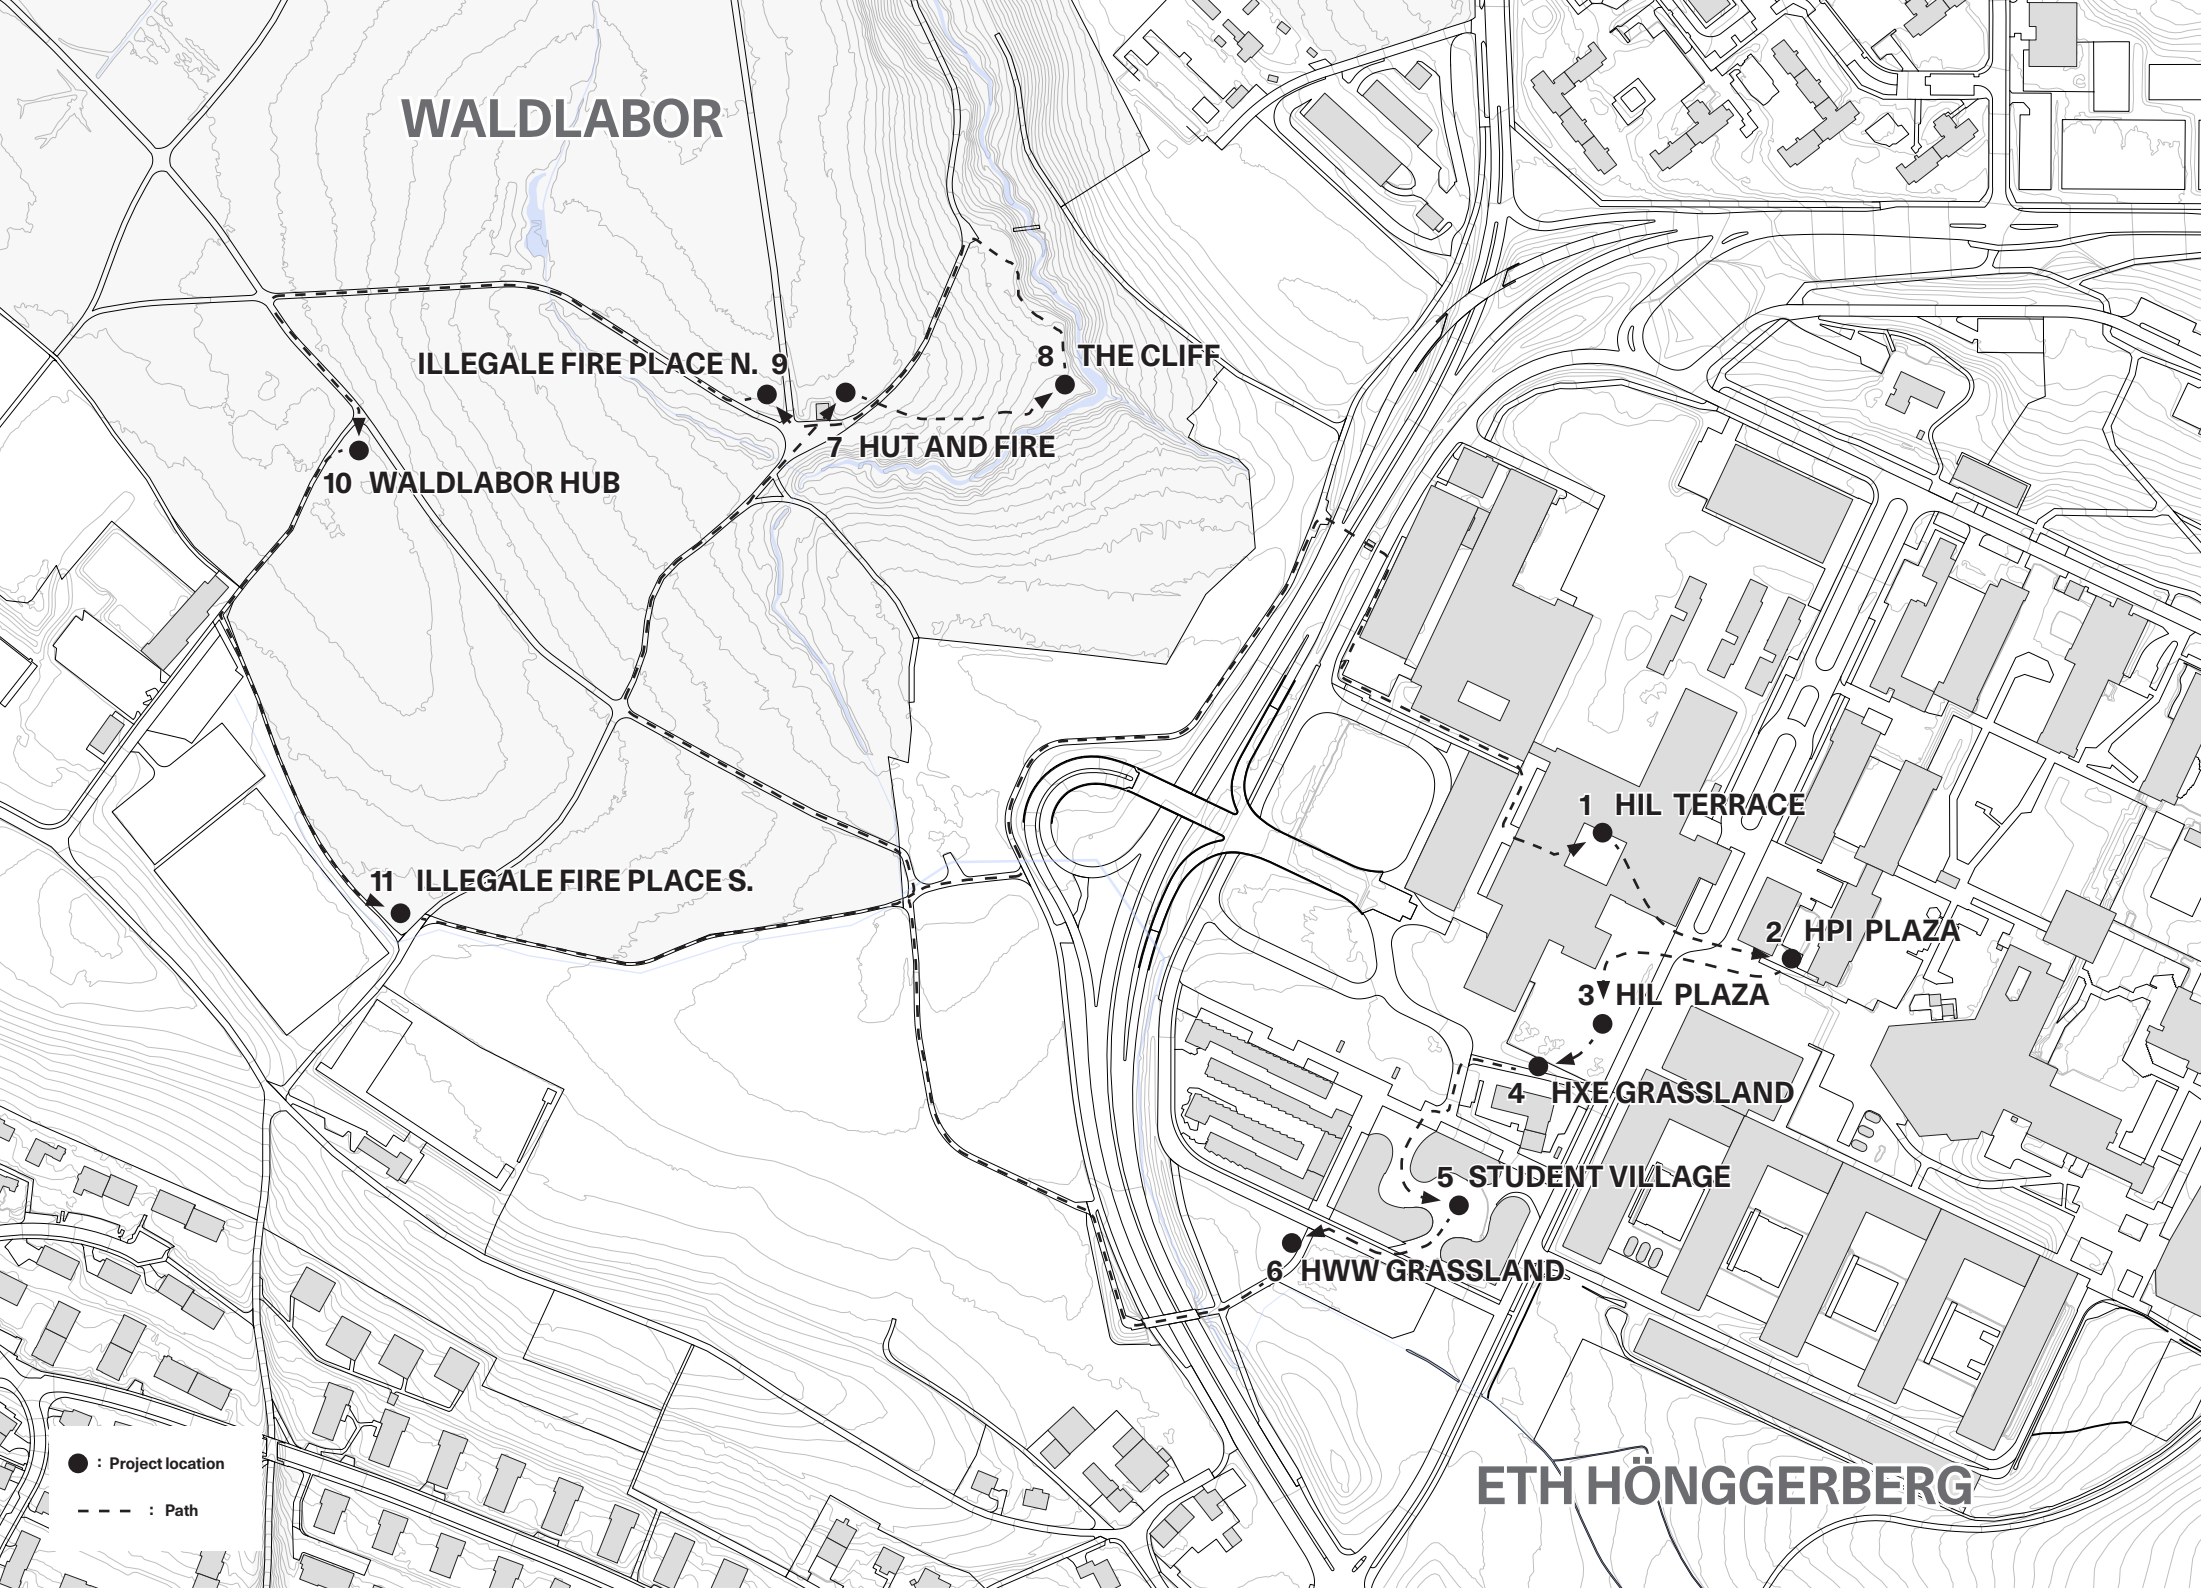 WALDLABOR
ILLEGALE FIRE PLACE N. 9
8 THE CLIFF
7 HUT AND FIRE
10 WALDLABOR HUB
1 HIL TERRACE
11 ILLEGALE FIRE PLACE S.
2 HPI PLAZA
3 HIL PLAZA
4 HXE GRASSLAND
5 STUDENT VILLAGE
6 HWW GRASSLAND
: Project location
: Path
ETH HÖNGGERBERG